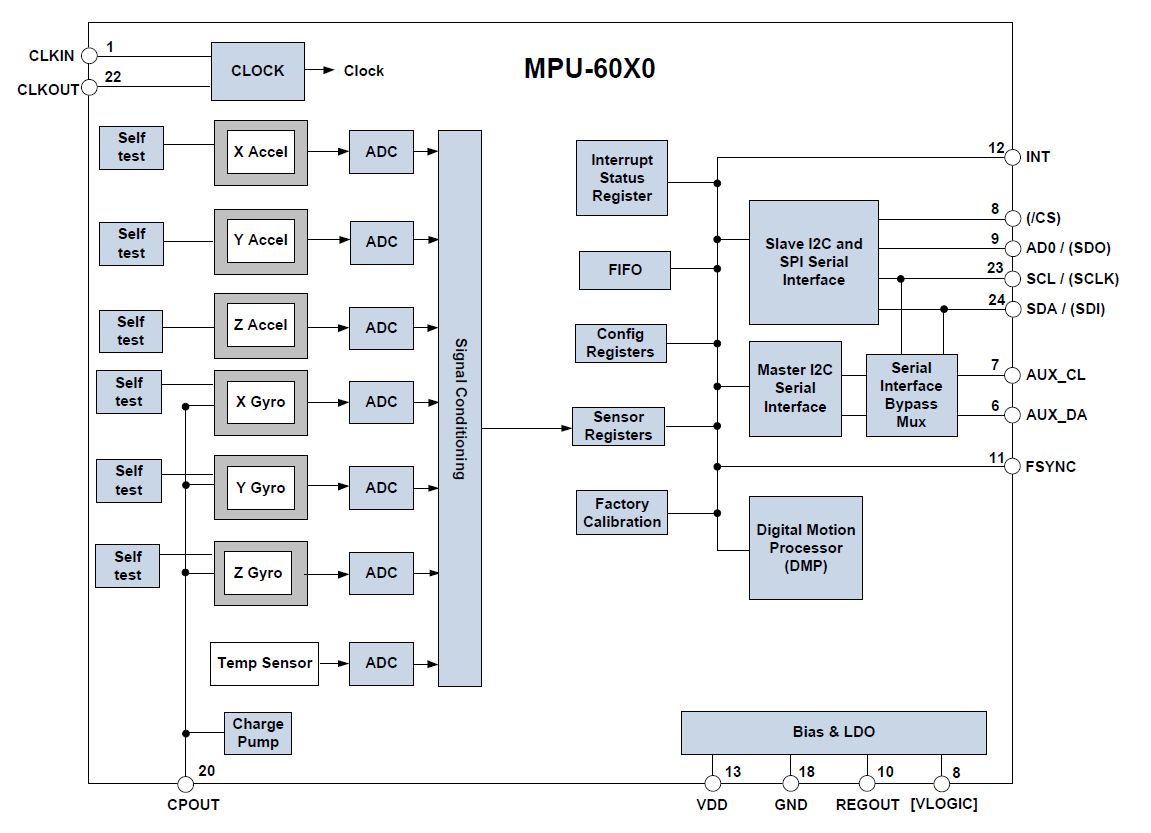 MPU-60X0
CLKIN
1
CLKOUT
22
CLOCK
Clock
Self
test
X Accel
ADC
Self
test
Y Accel
ADC
Self
test
Z Accel
ADC
Self
test
X Gyro
ADC
Self
test
Y Gyro
ADC
Self
test
Z Gyro
ADC
Temp Sensor
ADC
Charge
Pump
20
CPOUT
Signal Conditioning
Interrupt
Status
Register
FIFO
Config
Registers
Sensor
Registers
Factory
Calibration
Slave I2C and
SPI Serial
Interface
Master I2C
Serial
Interface
Serial
Interface
Bypass
Mux
Digital Motion
Processor
(DMP)
12
INT
8
(/CS)
9
AD0 / (SDO)
23
SCL / (SCLK)
24
SDA / (SDI)
7
AUX_CL
6
AUX_DA
11
FSYNC
Bias & LDO
13
18
10
8
VDD
GND
REGOUT
[VLOGIC]